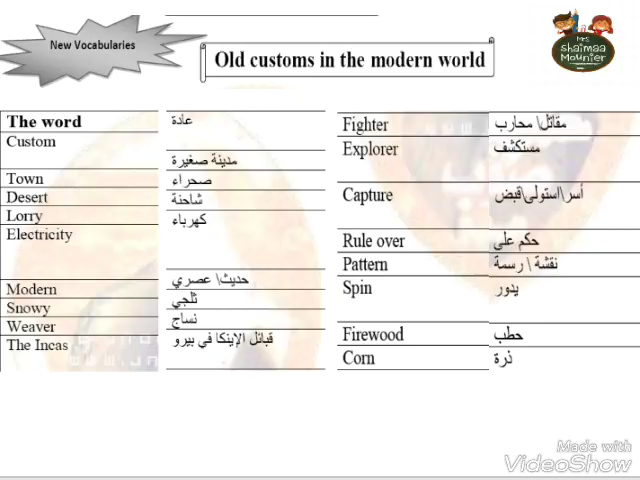 New Vocabularies
Old customs in the modern world
Mrs
Shaimaa
Mounier
The word
Custom عادة
Town مدينة صغيرة
Desert صحراء
Lorry شاحنة
Electricity كهرباء
Modern حديث\ عصري
Snowy ثلجي
Weaver نساج
The Incas قبائل الإينكا في بيرو
Fighter مقاتل\ محارب
Explorer مستكشف
Capture أسر\استولى\قبض
Rule over حكم على
Pattern نقشة \ رسمة
Spin يدور
Firewood حطب
Corn ذرة
Made with
VideoShow